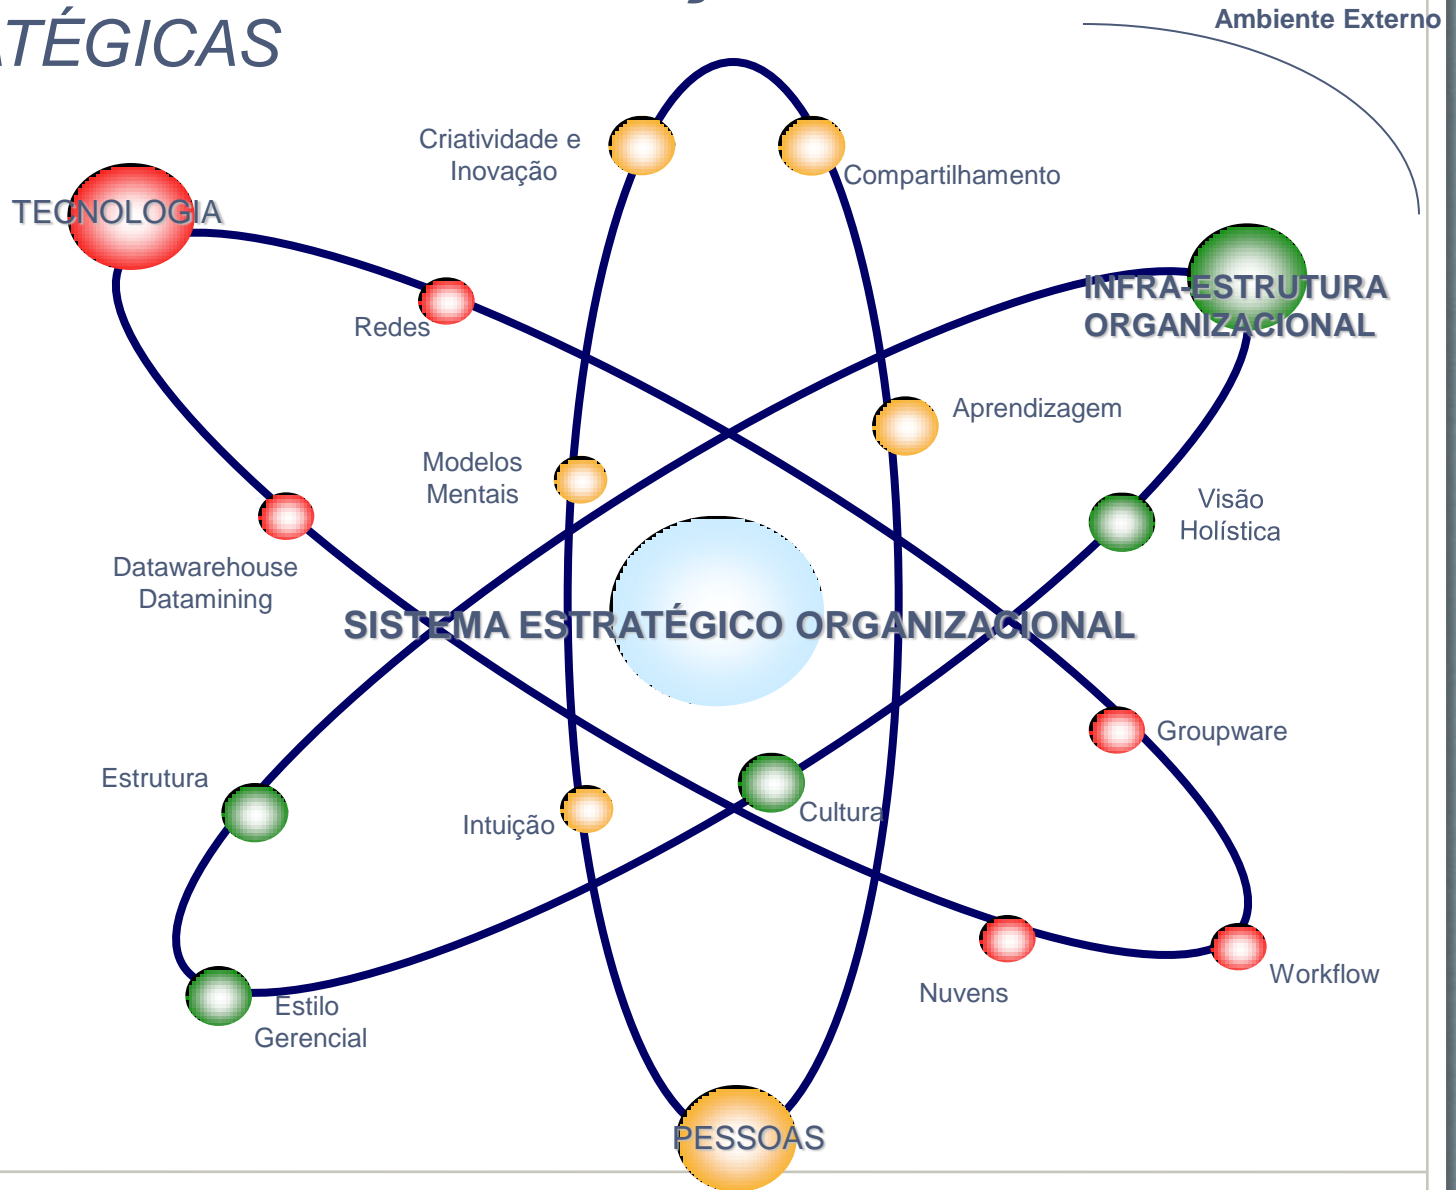 Ambiente Externo
ATÉGICAS
Criatividade e
Inovação
Compartilhamento
TECNOLOGIA
INFRA-ESTRUTURA
ORGANIZACIONAL
Redes
Aprendizagem
Modelos
Mentais
Visão
Holística
Datawarehouse
Datamining
SISTEMA ESTRATÉGICO ORGANIZACIONAL
Groupware
Estrutura
Intuição
Cultura
Workflow
Nuvens
Estilo
Gerencial
PESSOAS